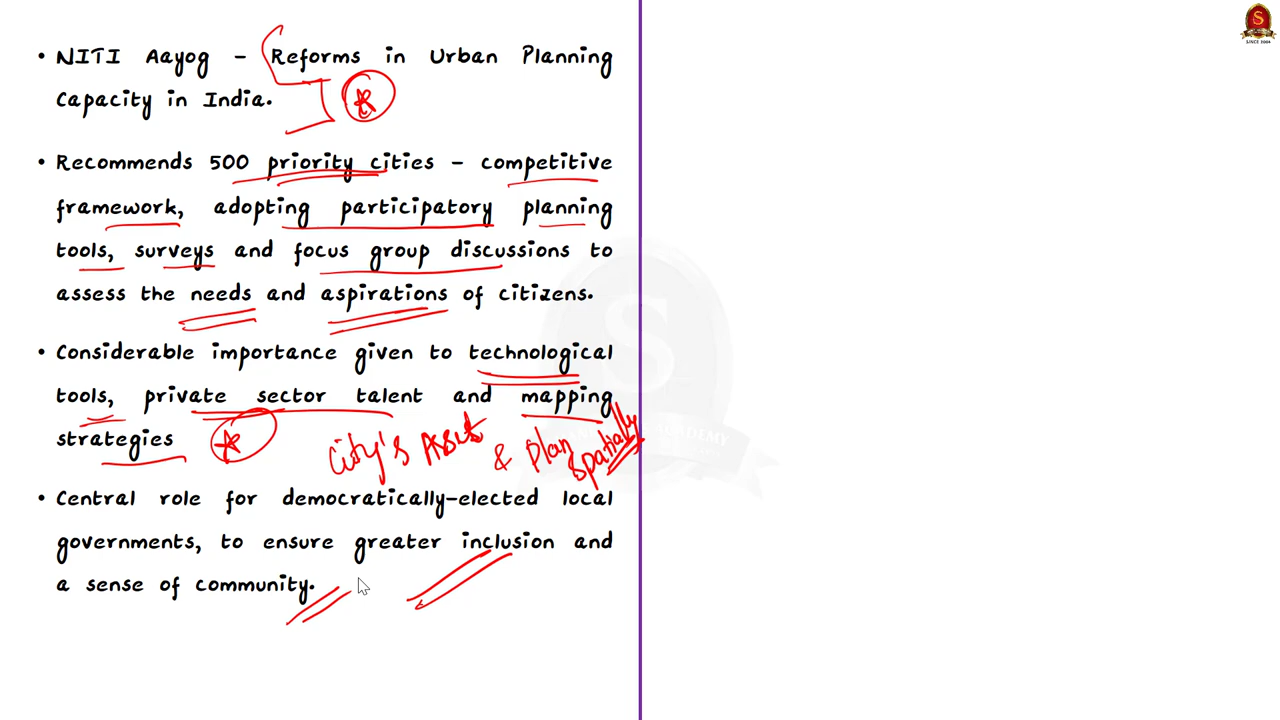 • NITI Aayog - Reforms in Urban Planning
Capacity in India.
• Recommends 500 priority cities - competitive
framework, adopting participatory planning
tools, surveys and focus group discussions to
assess the needs and aspirations of citizens.
• Considerable importance given to technological
tools, private sector talent and mapping
strategies
City's Asset & Plan Spatially
• Central role for democratically-elected local
governments, to ensure greater inclusion and
a sense of community.
S
SINCE 2004
S
ACADEMY